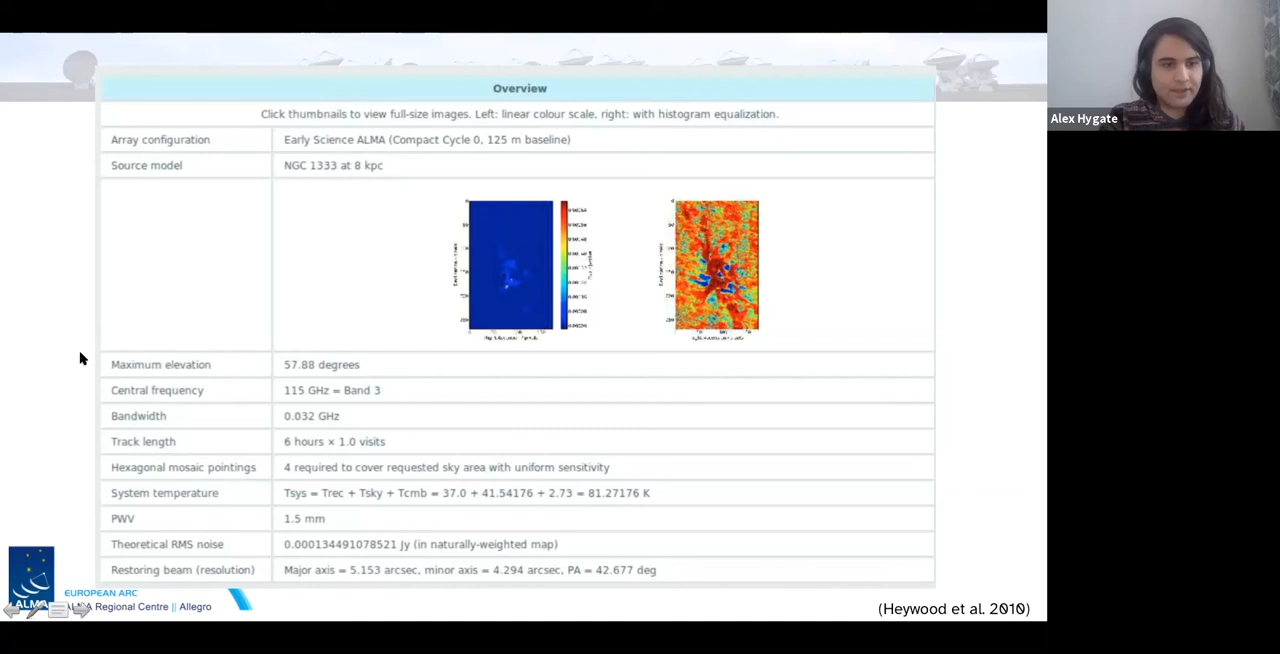 Overview
Click thumbnails to view full-size images. Left: linear colour scale, right: with histogram equalization.
Array configuration Early Science ALMA (Compact Cycle 0, 125 m baseline)
Source model NGC 1333 at 8 kpc
Maximum elevation 57.88 degrees
Central frequency 115 GHz = Band 3
Bandwidth 0.032 GHz
Track length 6 hours × 1.0 visits
Hexagonal mosaic pointings 4 required to cover requested sky area with uniform sensitivity
System temperature Tsys = Trec + Tsky + Tcmb = 37.0 + 41.54176 + 2.73 = 81.27176 K
PWV 1.5 mm
Theoretical RMS noise 0.000134491078521 Jy (in naturally-weighted map)
Restoring beam (resolution) Major axis = 5.153 arcsec, minor axis = 4.294 arcsec, PA = 42.677 deg
ALMA
EUROPEAN ARC
ALMA Regional Centre || Allegro
(Heywood et al. 2010)
Alex Hygate